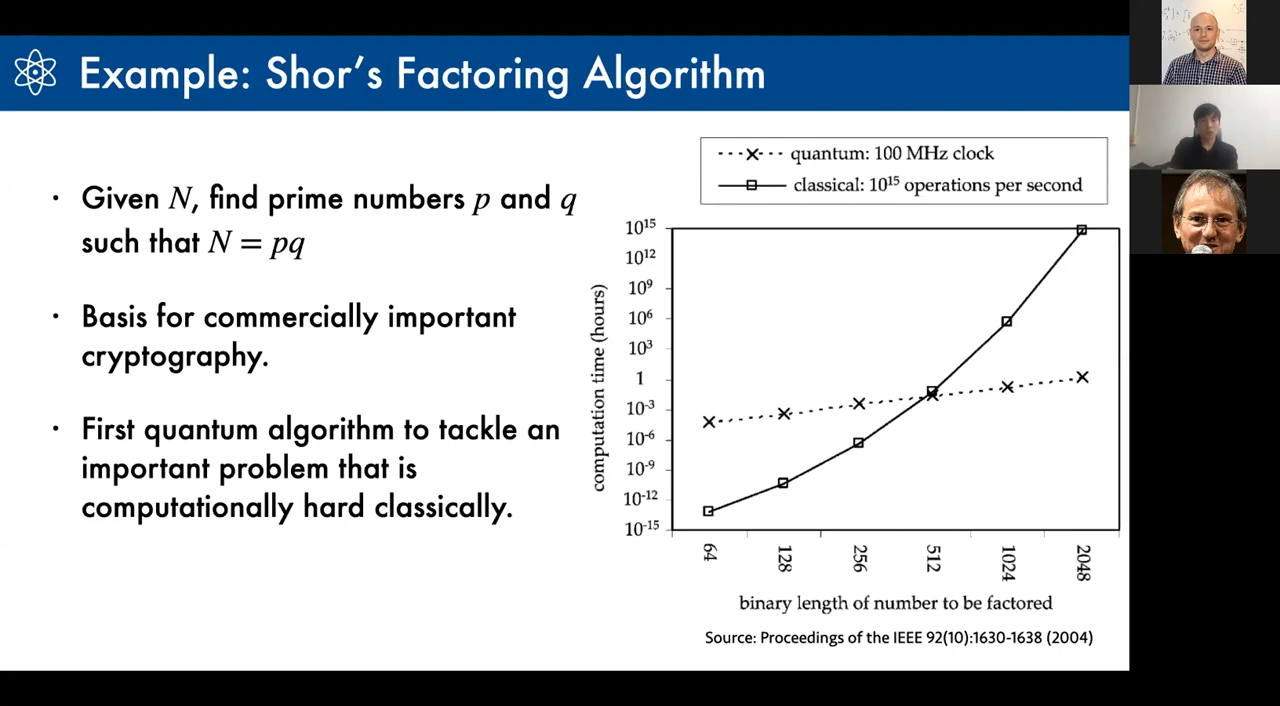 Example: Shor's Factoring Algorithm
· Given N, find prime numbers p and q
such that N = pq
· Basis for commercially important
cryptography.
· First quantum algorithm to tackle an
important problem that is
computationally hard classically.
quantum: 100 MHz clock
classical: 10¹⁵ operations per second
computation time (hours)
10¹⁵
10¹²
10⁹
10⁶
10³
1
10⁻³
10⁻⁶
10⁻⁹
10⁻¹²
10⁻¹⁵
64 128 256 512 1024 2048
binary length of number to be factored
Source: Proceedings of the IEEE 92(10):1630-1638 (2004)